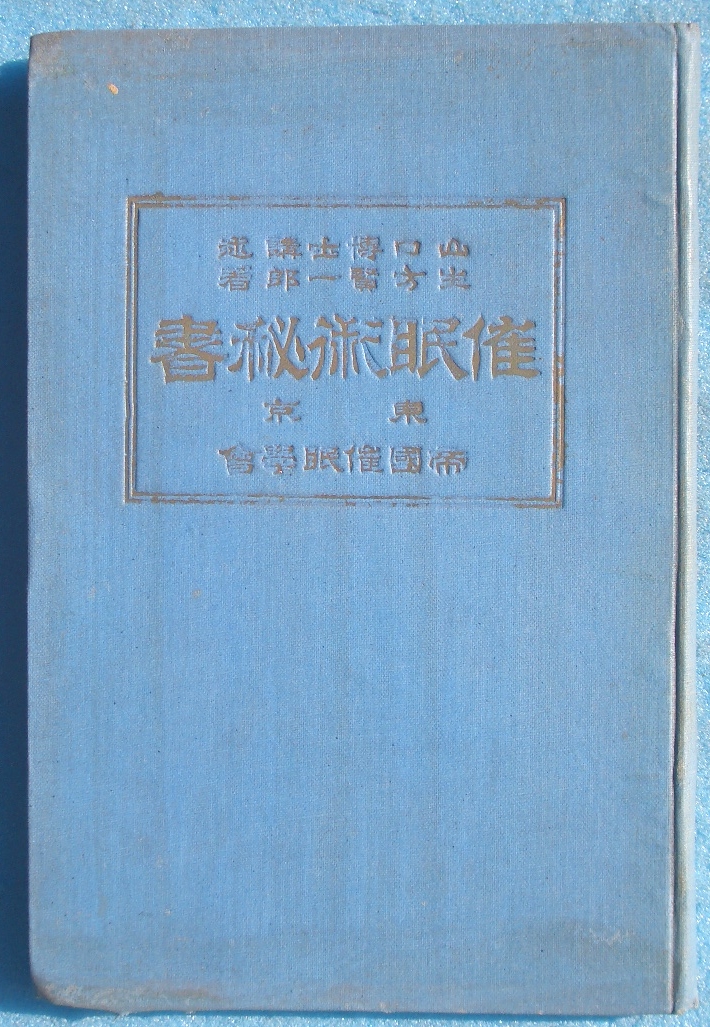 山口博士講述
生方賢一郎著
催眠術秘書
東京
帝國催眠學會